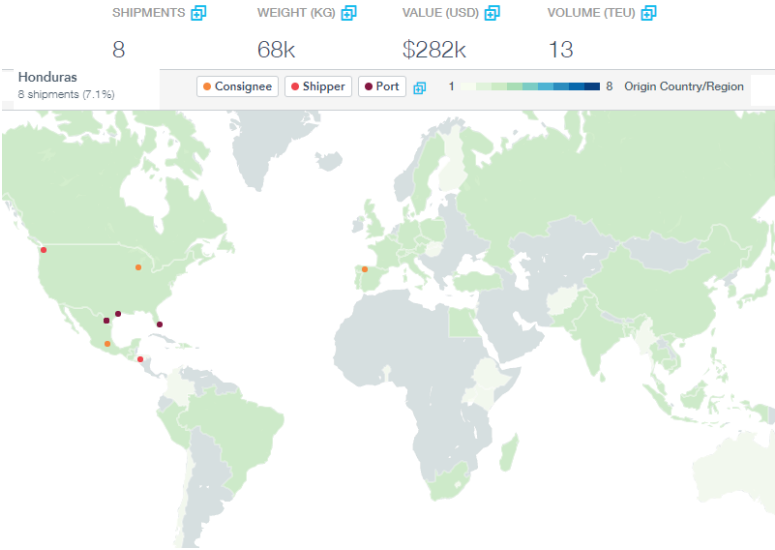 SHIPMENTS WEIGHT (KG) VALUE (USD) VOLUME (TEU)
8 68k $282k 13
Honduras
8 shipments (7.1%)
Consignee Shipper Port 1 8 Origin Country/Region